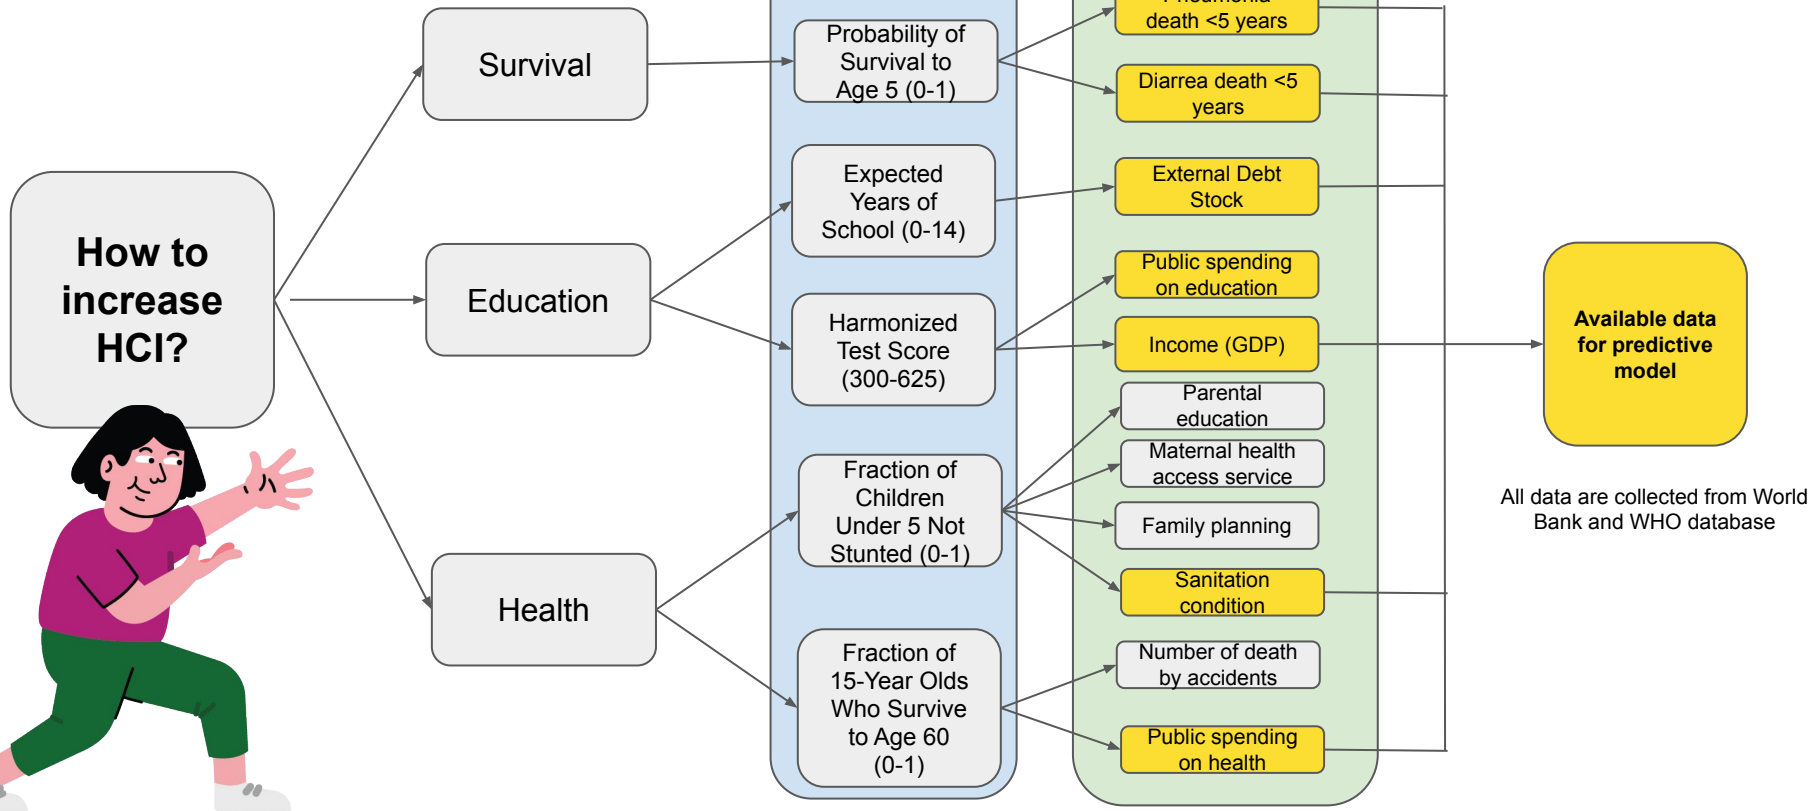 How to
increase
HCI?
Survival
Education
Health
Probability of
Survival to
Age 5 (0-1)
Expected
Years of
School (0-14)
Harmonized
Test Score
(300-625)
Fraction of
Children
Under 5 Not
Stunted (0-1)
Fraction of
15-Year Olds
Who Survive
to Age 60
(0-1)
Pneumonia
death <5 years
Diarrea death <5
years
External Debt
Stock
Public spending
on education
Income (GDP)
Parental
education
Maternal health
access service
Family planning
Sanitation
condition
Number of death
by accidents
Public spending
on health
Available data
for predictive
model
All data are collected from World
Bank and WHO database